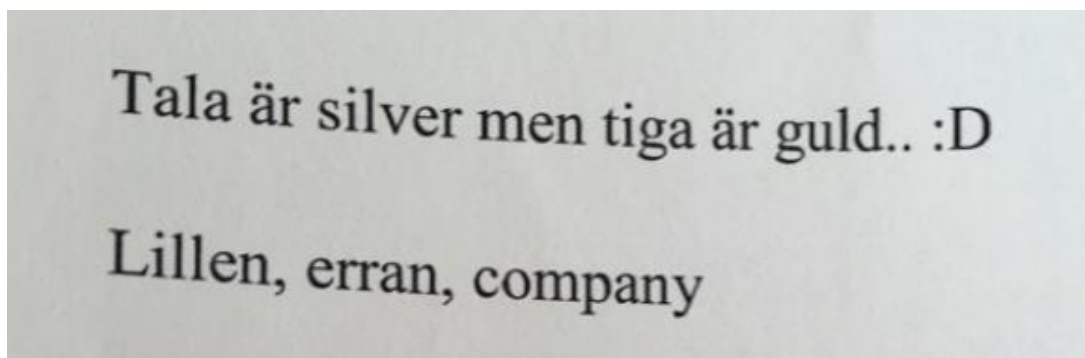 Tala är silver men tiga är guld.. :D
Lillen, erran, company